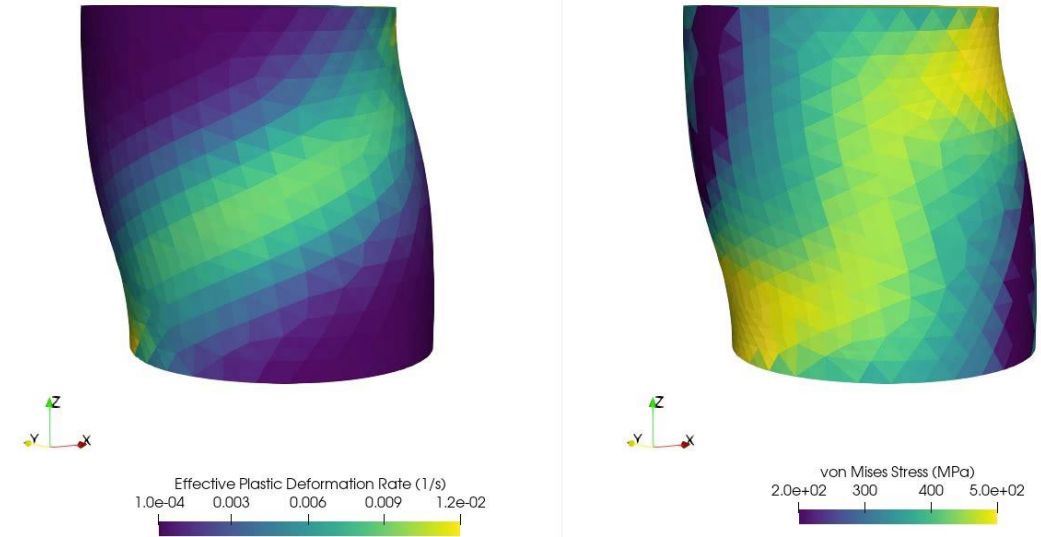 Z
Y X
Z
Y X
Effective Plastic Deformation Rate (1/s)
1.0e-04 0.003 0.006 0.009 1.2e-02
von Mises Stress (MPa)
2.0e+02 300 400 5.0e+02